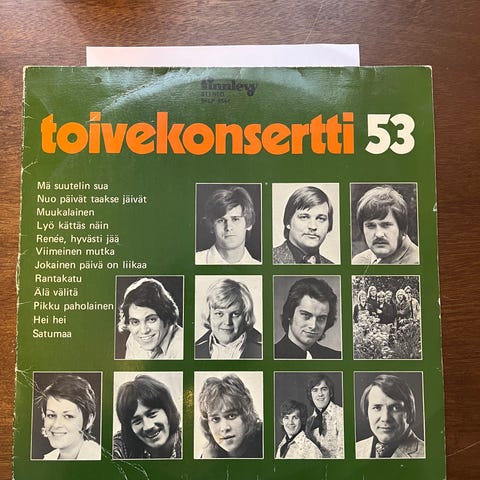 finnlevy
STEREO
toivekonsertti 53
Mä suutelin sua
Nuo päivät taakse jäivät
Muukalainen
Lyö kättäs näin
Renée, hyvästi jää
Viimeinen mutka
Jokainen päivä on liikaa
Rantakatu
Älä välitä
Pikku paholainen
Hei hei
Satumaa